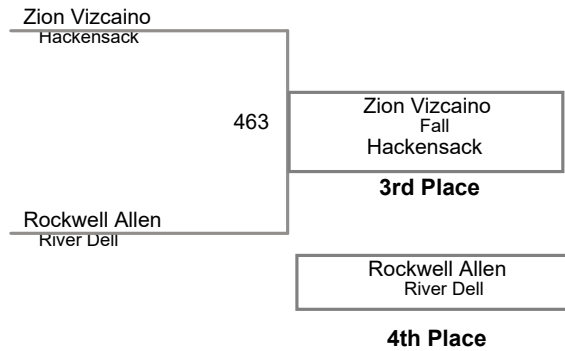 Zion Vizcaino
Hackensack
463
Zion Vizcaino
Fall
Hackensack
3rd Place
Rockwell Allen
River Dell
Rockwell Allen
River Dell
4th Place